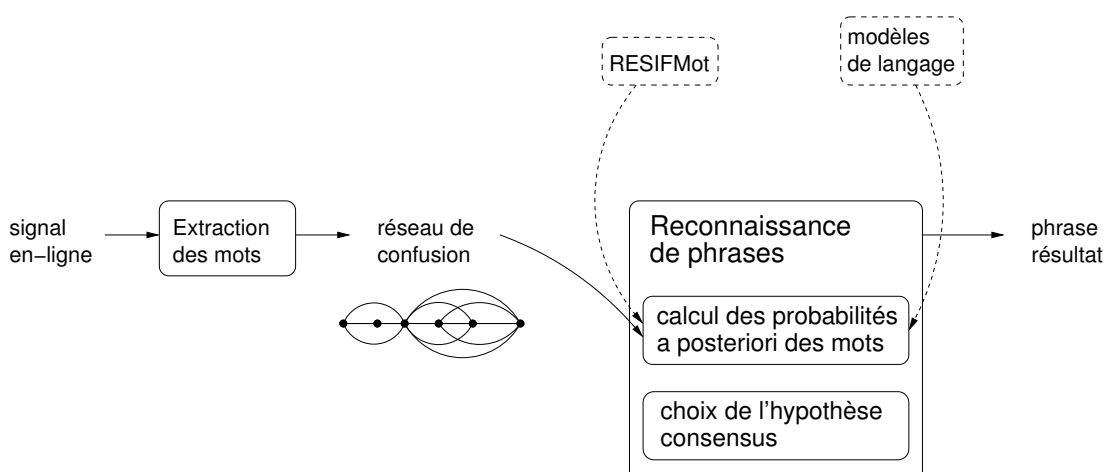 RESIFMot
modèles
de langage
signal
en−ligne
Extraction
des mots
réseau de
confusion
Reconnaissance
de phrases
phrase
résultat
calcul des probabilités
a posteriori des mots
choix de l'hypothèse
consensus